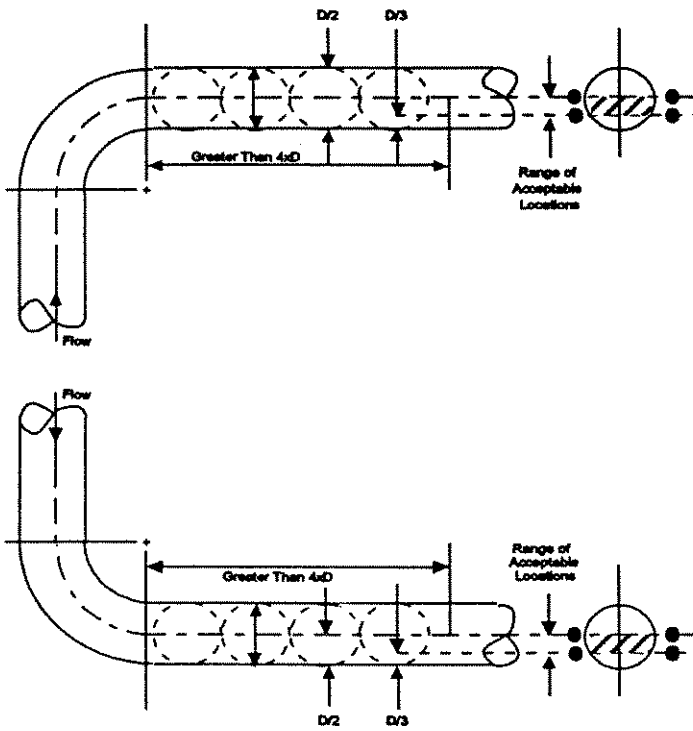 D/2 D/3
Greater Than 4xD
Range of
Acceptable
Locations
Flow
Flow
Range of
Acceptable
Locations
Greater Than 4xD
D/2 D/3